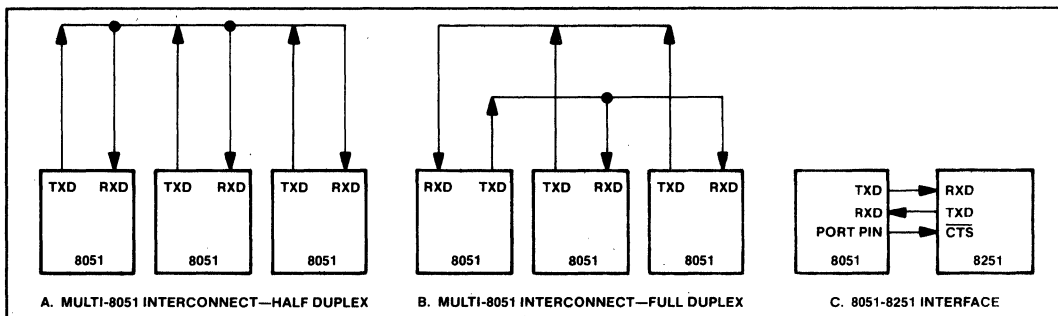 TXD RXD
8051
TXD RXD
8051
TXD RXD
8051
A. MULTI-8051 INTERCONNECT—HALF DUPLEX
RXD TXD
8051
TXD RXD
8051
TXD RXD
8051
B. MULTI-8051 INTERCONNECT—FULL DUPLEX
TXD
RXD
PORT PIN
8051
RXD
TXD
C̅T̅S̅
8251
C. 8051-8251 INTERFACE